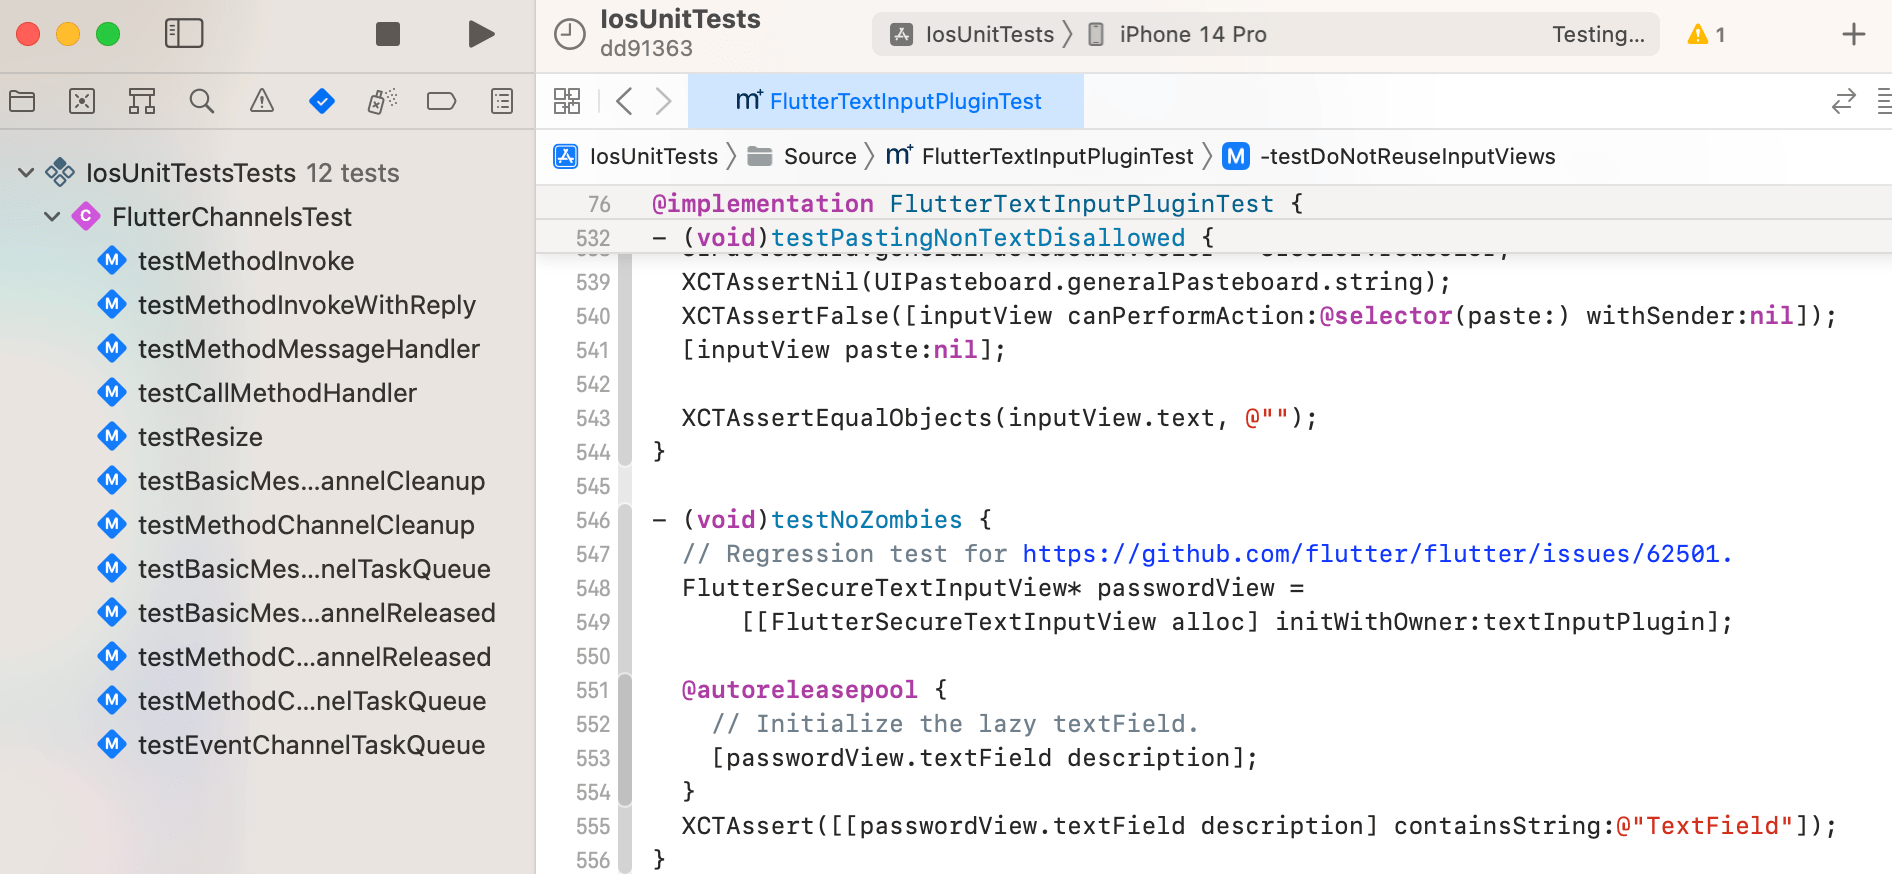 IosUnitTests
dd91363
IosUnitTests
iPhone 14 Pro
Testing...
1
FlutterTextInputPluginTest
IosUnitTests
Source
FlutterTextInputPluginTest
M
-testDoNotReuseInputViews
IosUnitTestsTests 12 tests
C FlutterChannelsTest
M testMethodInvoke
M testMethodInvokeWithReply
M testMethodMessageHandler
M testCallMethodHandler
M testResize
M testBasicMes...annelCleanup
M testMethodChannelCleanup
M testBasicMes...nelTaskQueue
M testBasicMes...annelReleased
M testMethodC...annelReleased
M testMethodC...nelTaskQueue
M testEventChannelTaskQueue
76 @implementation FlutterTextInputPluginTest {
532 - (void)testPastingNonTextDisallowed {
539 XCTAssertNil(UIPasteboard.generalPasteboard.string);
540 XCTAssertFalse([inputView canPerformAction:@selector(paste:) withSender:nil]);
541 [inputView paste:nil];
542
543 XCTAssertEqualObjects(inputView.text, @"");
544 }
545
546 - (void)testNoZombies {
547 // Regression test for https://github.com/flutter/flutter/issues/62501.
548 FlutterSecureTextInputView* passwordView =
549 [[FlutterSecureTextInputView alloc] initWithOwner:textInputPlugin];
550
551 @autoreleasepool {
552 // Initialize the lazy textField.
553 [passwordView.textField description];
554 }
555 XCTAssert([[passwordView.textField description] containsString:@"TextField"]);
556 }